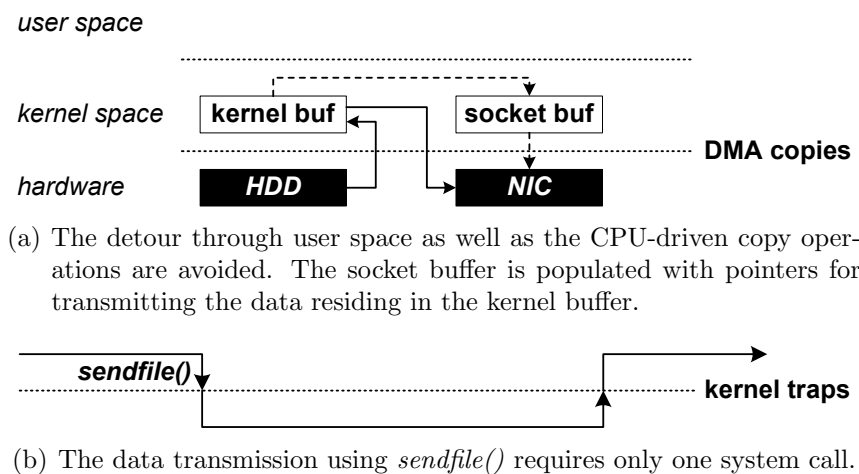 user space
kernel space
kernel buf
socket buf
DMA copies
hardware
HDD
NIC
(a) The detour through user space as well as the CPU-driven copy oper-
ations are avoided. The socket buffer is populated with pointers for
transmitting the data residing in the kernel buffer.
sendfile()
kernel traps
(b) The data transmission using sendfile() requires only one system call.